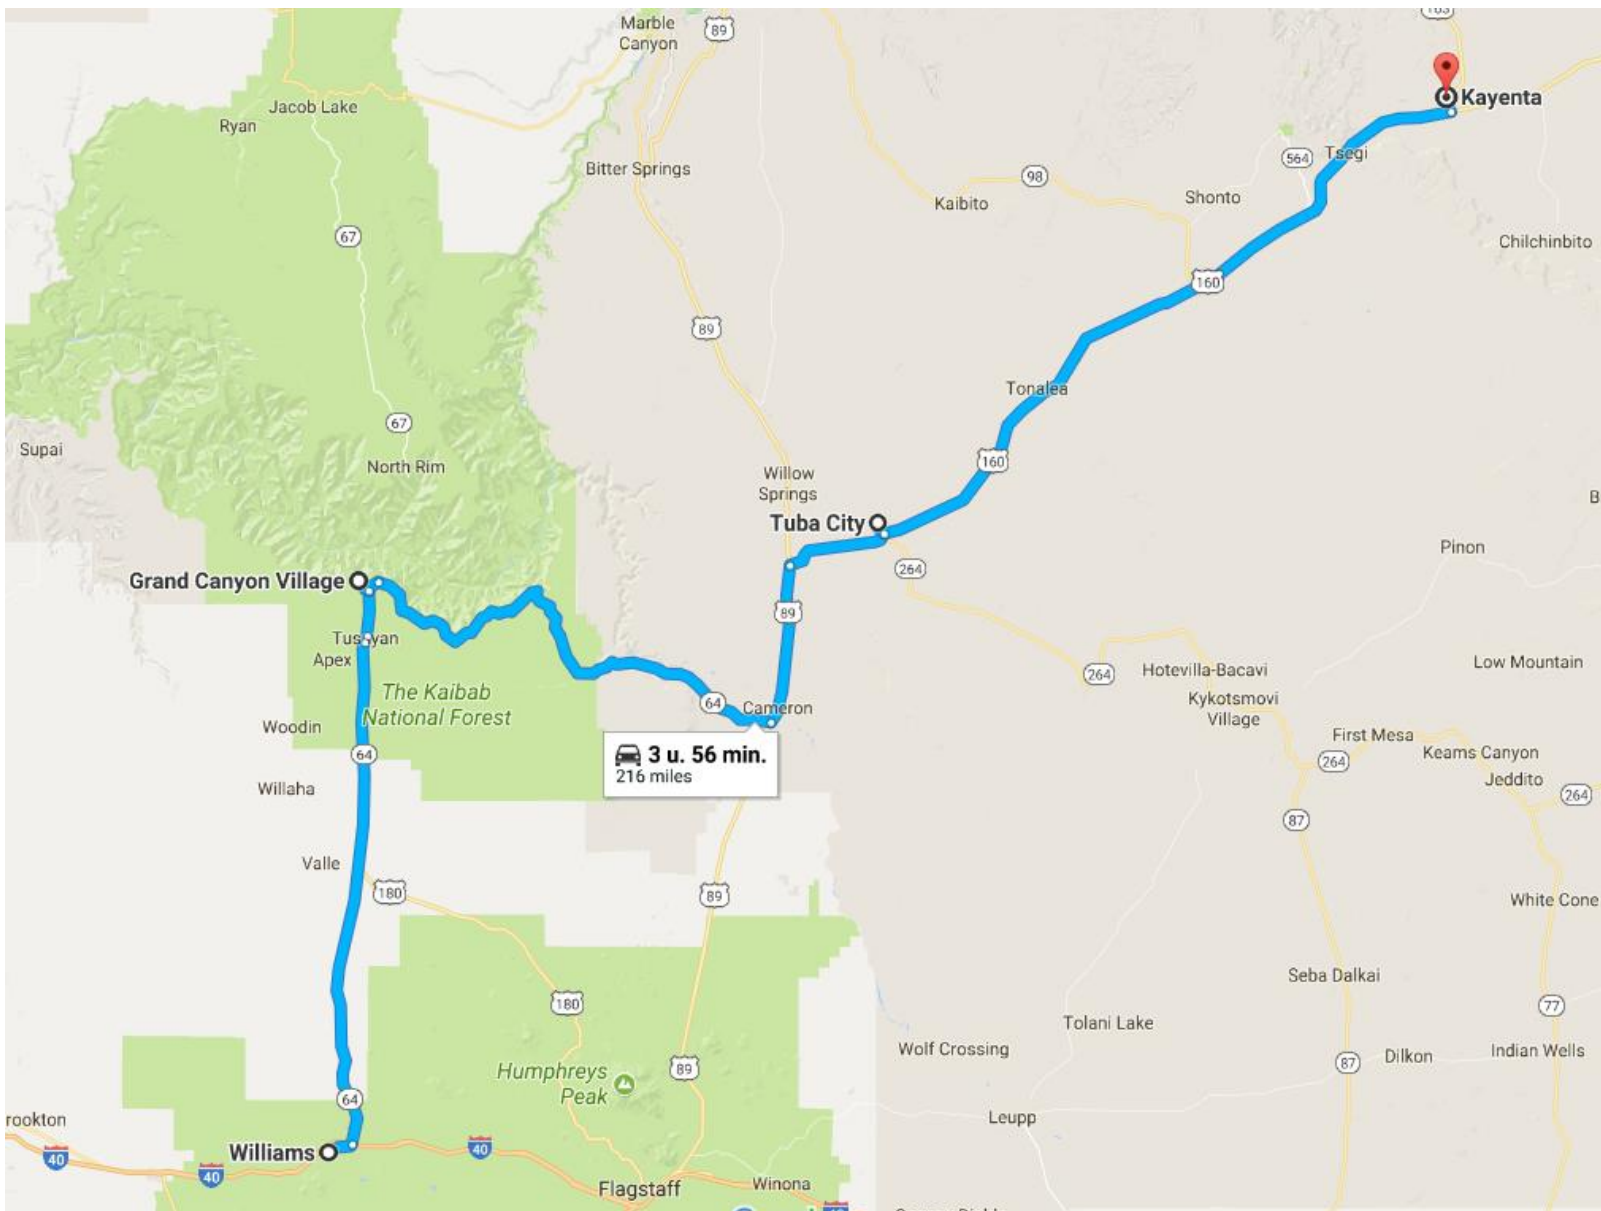 Marble
Canyon
89
163
Kayenta
Jacob Lake
Ryan
Bitter Springs
98
564
Tsegi
Kaibito
Shonto
67
Chilchinbito
160
89
Tonalea
67
Supai
North Rim
160
Willow
Springs
Tuba City
Pinon
264
Grand Canyon Village
89
Tusayan
Apex
The Kaibab
National Forest
64
Cameron
264
Hotevilla-Bacavi
Low Mountain
Kykotsmovi
Village
Woodin
64
3 u. 56 min.
216 miles
First Mesa
264
Keams Canyon
Jeddito
264
Willaha
87
Valle
180
89
White Cone
Seba Dalkai
180
77
Tolani Lake
Wolf Crossing
89
87
Dilkon
Indian Wells
Humphreys
Peak
64
Leupp
rookton
Williams
40
40
40
Flagstaff
Winona